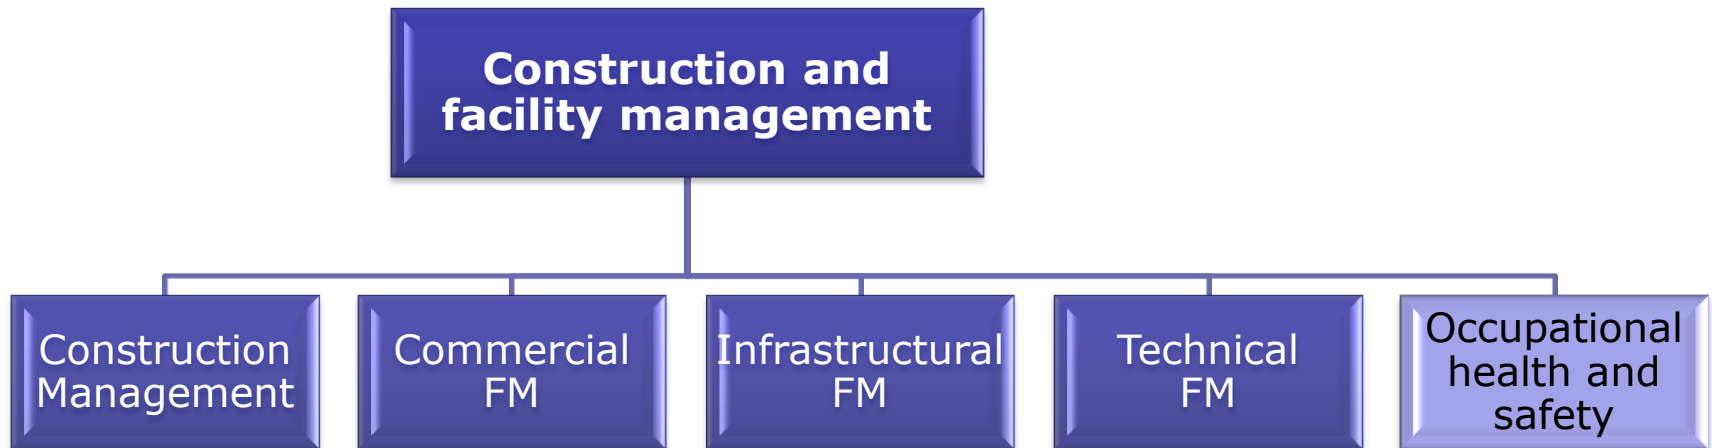 Construction and
facility management
Construction
Management
Commercial
FM
Infrastructural
FM
Technical
FM
Occupational
health and
safety